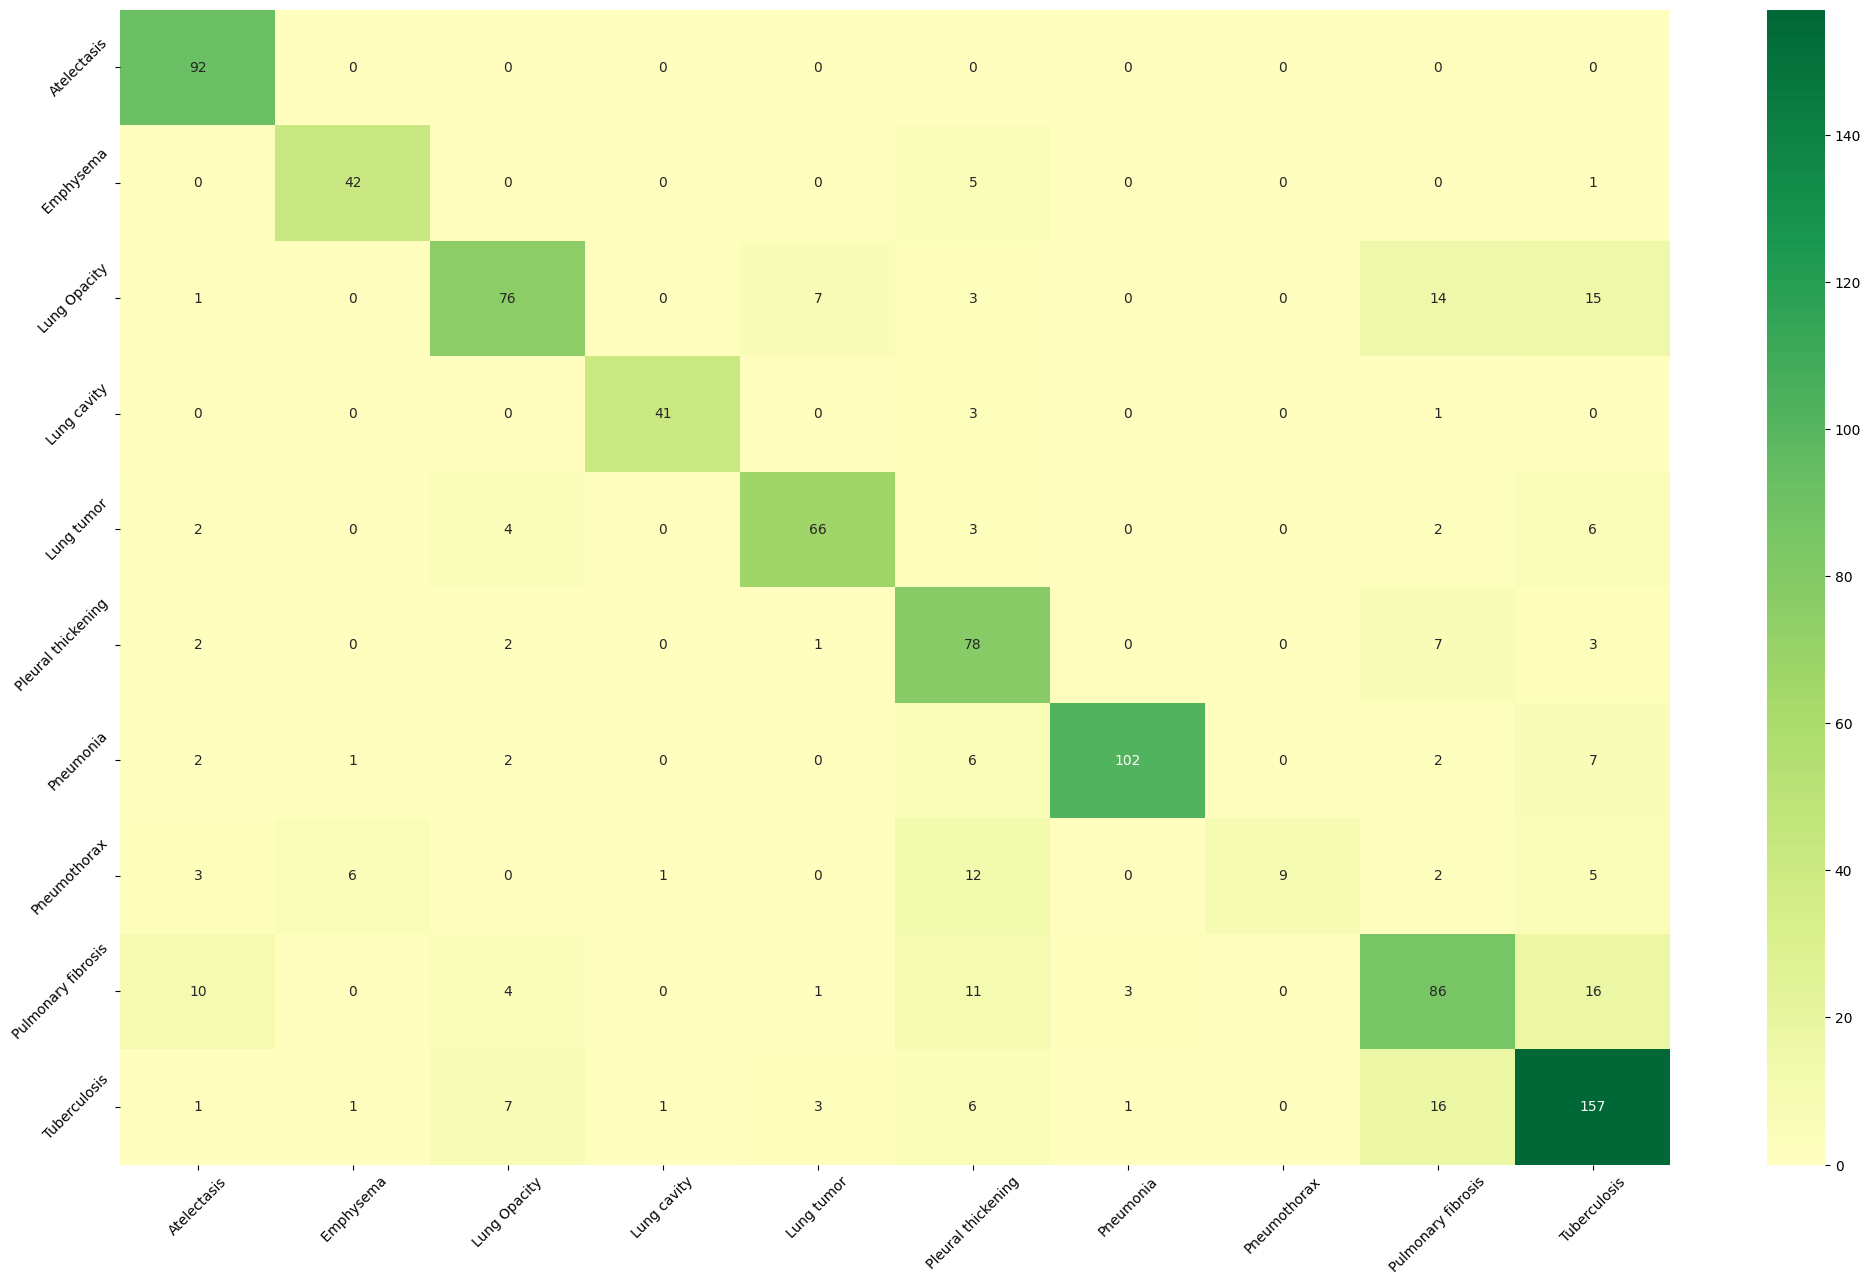 Atelectasis 92 0 0 0 0 0 0 0 0 0
Emphysema 0 42 0 0 0 5 0 0 0 1
Lung Opacity 1 0 76 0 7 3 0 0 14 15
Lung cavity 0 0 0 41 0 3 0 0 1 0
Lung tumor 2 0 4 0 66 3 0 0 2 6
Pleural thickening 2 0 2 0 1 78 0 0 7 3
Pneumonia 2 1 2 0 0 6 102 0 2 7
Pneumothorax 3 6 0 1 0 12 0 9 2 5
Pulmonary fibrosis 10 0 4 0 1 11 3 0 86 16
Tuberculosis 1 1 7 1 3 6 1 0 16 157
Atelectasis Emphysema Lung Opacity Lung cavity Lung tumor Pleural thickening Pneumonia Pneumothorax Pulmonary fibrosis Tuberculosis
140
120
100
80
60
40
20
0